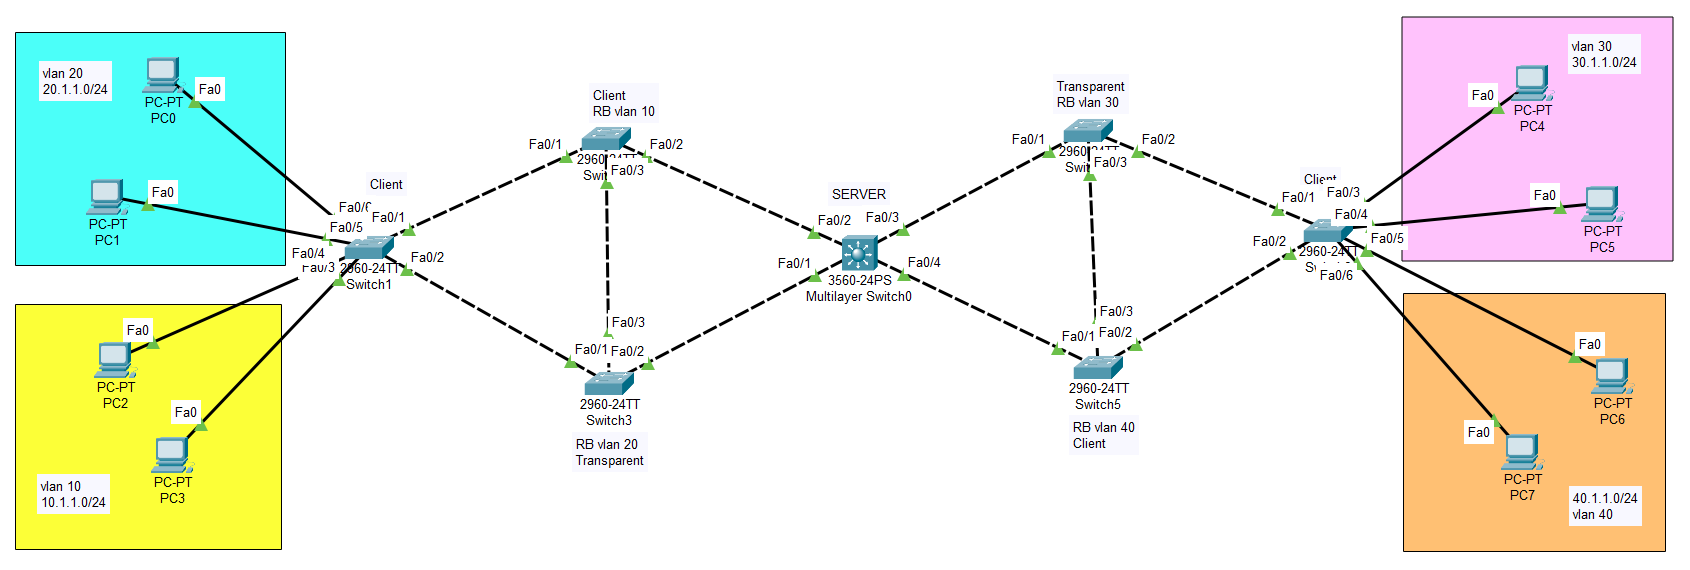 vlan 20
20.1.1.0/24
Fa0
PC-PT
PC0
Fa0
PC-PT
PC1
Client
Fa0/5
Fa0/1
Fa0/4
Fa0/3
Fa0/2
2960-24TT
Switch1
Fa0
PC-PT
PC2
Fa0
PC-PT
PC3
vlan 10
10.1.1.0/24
Client
RB vlan 10
Fa0/1
Fa0/2
Fa0/3
Fa0/3
Fa0/1
Fa0/2
2960-24TT
Switch3
RB vlan 20
Transparent
SERVER
Fa0/2
Fa0/3
Fa0/1
Fa0/4
3560-24PS
Multilayer Switch0
Transparent
RB vlan 30
Fa0/1
Fa0/2
Fa0/3
Fa0/3
Fa0/1
Fa0/2
2960-24TT
Switch5
RB vlan 40
Client
Client
Fa0/3
Fa0/1
Fa0/4
Fa0/2
Fa0/5
2960-24TT
Fa0/6
vlan 30
30.1.1.0/24
Fa0
PC-PT
PC4
Fa0
PC-PT
PC5
Fa0
PC-PT
PC6
Fa0
PC-PT
PC7
40.1.1.0/24
vlan 40